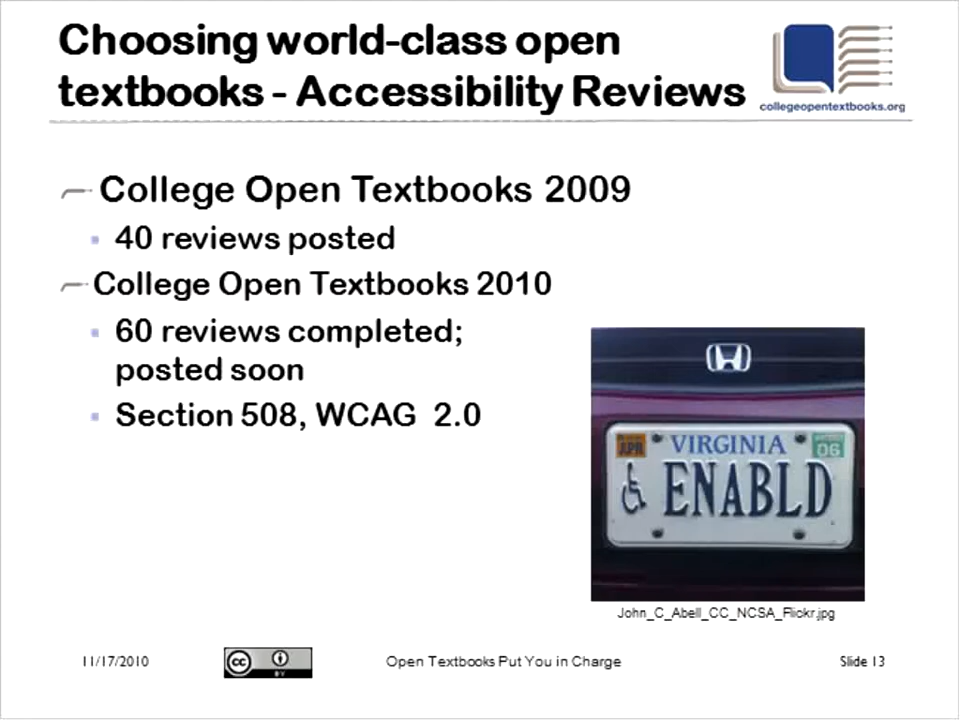 Choosing world-class open
textbooks - Accessibility Reviews
collegeopentextbooks.org
College Open Textbooks 2009
40 reviews posted
College Open Textbooks 2010
60 reviews completed;
posted soon
Section 508, WCAG 2.0
APR VIRGINIA 06
ENABLD
John_C_Abell_CC_NCSA_Flickr.jpg
11/17/2010 cc BY Open Textbooks Put You in Charge Slide 13